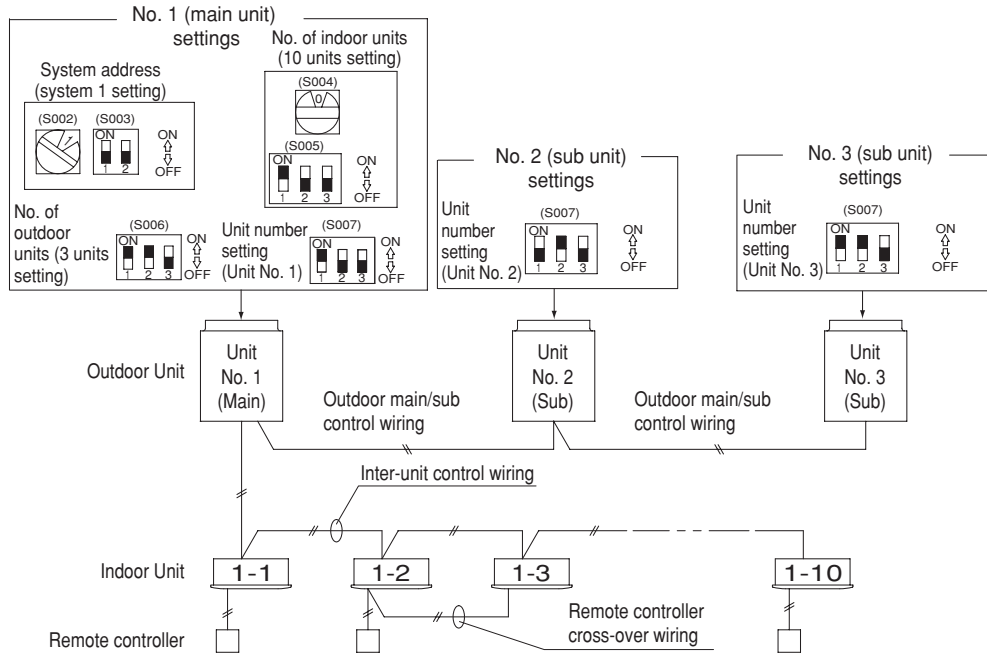 No. 1 (main unit)
settings
No. of indoor units
(10 units setting)
(S004)
0
System address
(system 1 setting)
(S002)
1
(S003)
ON
1 2
ON
OFF
(S005)
ON
1 2 3
ON
OFF
No. of
outdoor
units (3 units
setting)
(S006)
ON
1 2 3
ON
OFF
Unit number
setting
(Unit No. 1)
(S007)
ON
1 2 3
ON
OFF
No. 2 (sub unit)
settings
Unit
number
setting
(Unit No. 2)
(S007)
ON
1 2 3
ON
OFF
No. 3 (sub unit)
settings
Unit
number
setting
(Unit No. 3)
(S007)
ON
1 2 3
ON
OFF
Outdoor Unit
Unit
No. 1
(Main)
Outdoor main/sub
control wiring
Unit
No. 2
(Sub)
Outdoor main/sub
control wiring
Unit
No. 3
(Sub)
Inter-unit control wiring
Indoor Unit
1-1
1-2
1-3
1-10
Remote controller
Remote controller
cross-over wiring